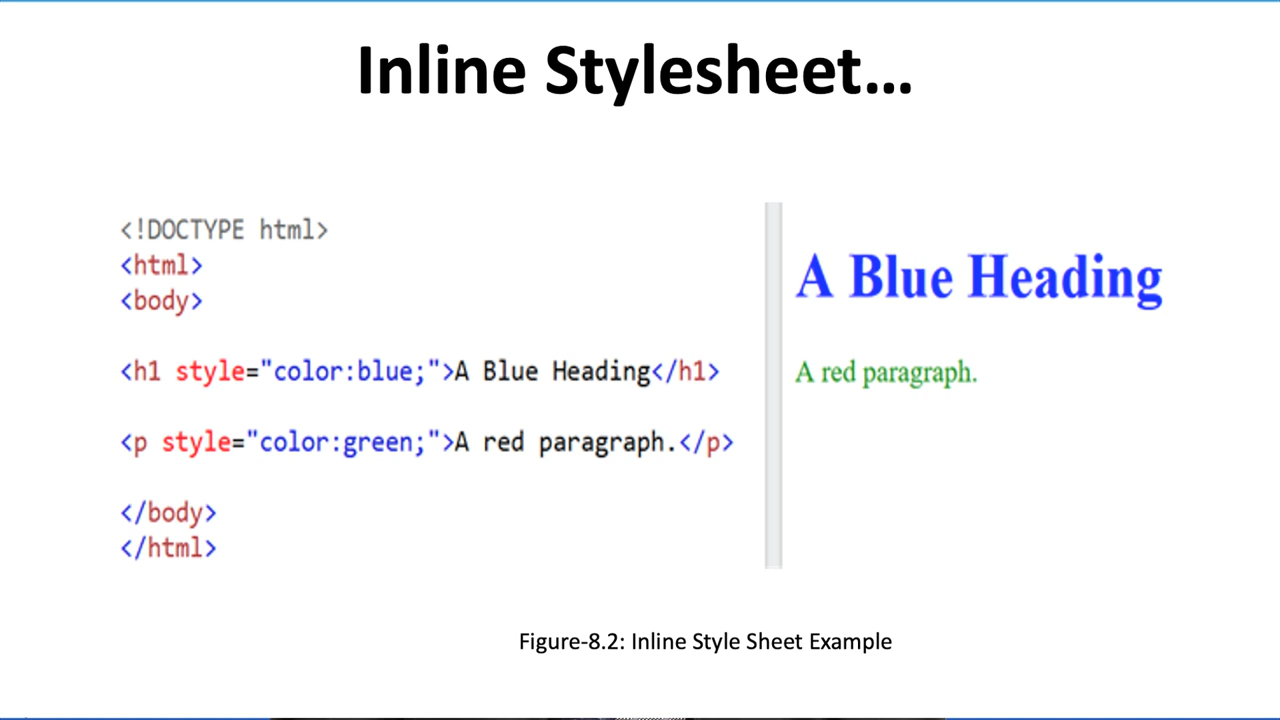 Inline Stylesheet...
<!DOCTYPE html>
<html>
<body>
<h1 style="color:blue;">A Blue Heading</h1>
<p style="color:green;">A red paragraph.</p>
</body>
</html>
A Blue Heading
A red paragraph.
Figure-8.2: Inline Style Sheet Example